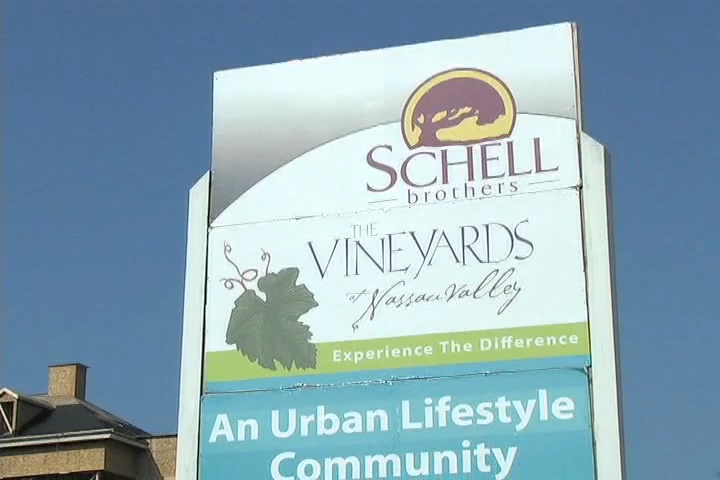 SCHELL
brothers
THE
VINEYARDS
at Nassau Valley
Experience The Difference
An Urban Lifestyle
Community